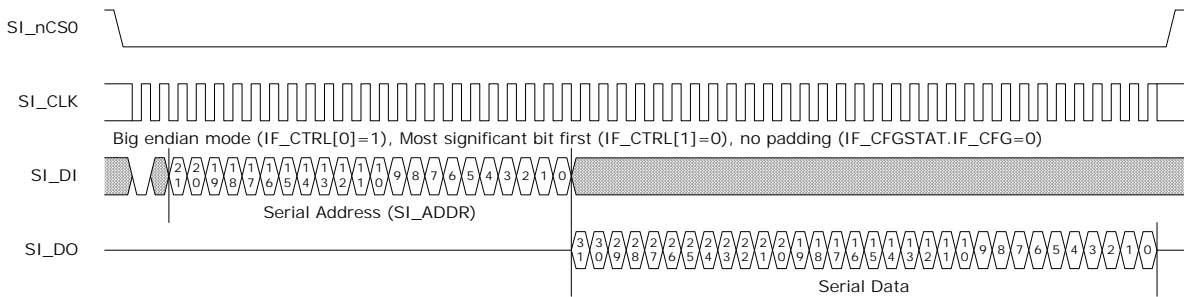 SI_nCS0
SI_CLK
Big endian mode (IF_CTRL[0]=1), Most significant bit first (IF_CTRL[1]=0), no padding (IF_CFGSTAT.IF_CFG=0)
SI_DI
21 20 19 18 17 16 15 14 13 12 11 10 9 8 7 6 5 4 3 2 1 0
Serial Address (SI_ADDR)
SI_DO
31 30 29 28 27 26 25 24 23 22 21 20 19 18 17 16 15 14 13 12 11 10 9 8 7 6 5 4 3 2 1 0
Serial Data